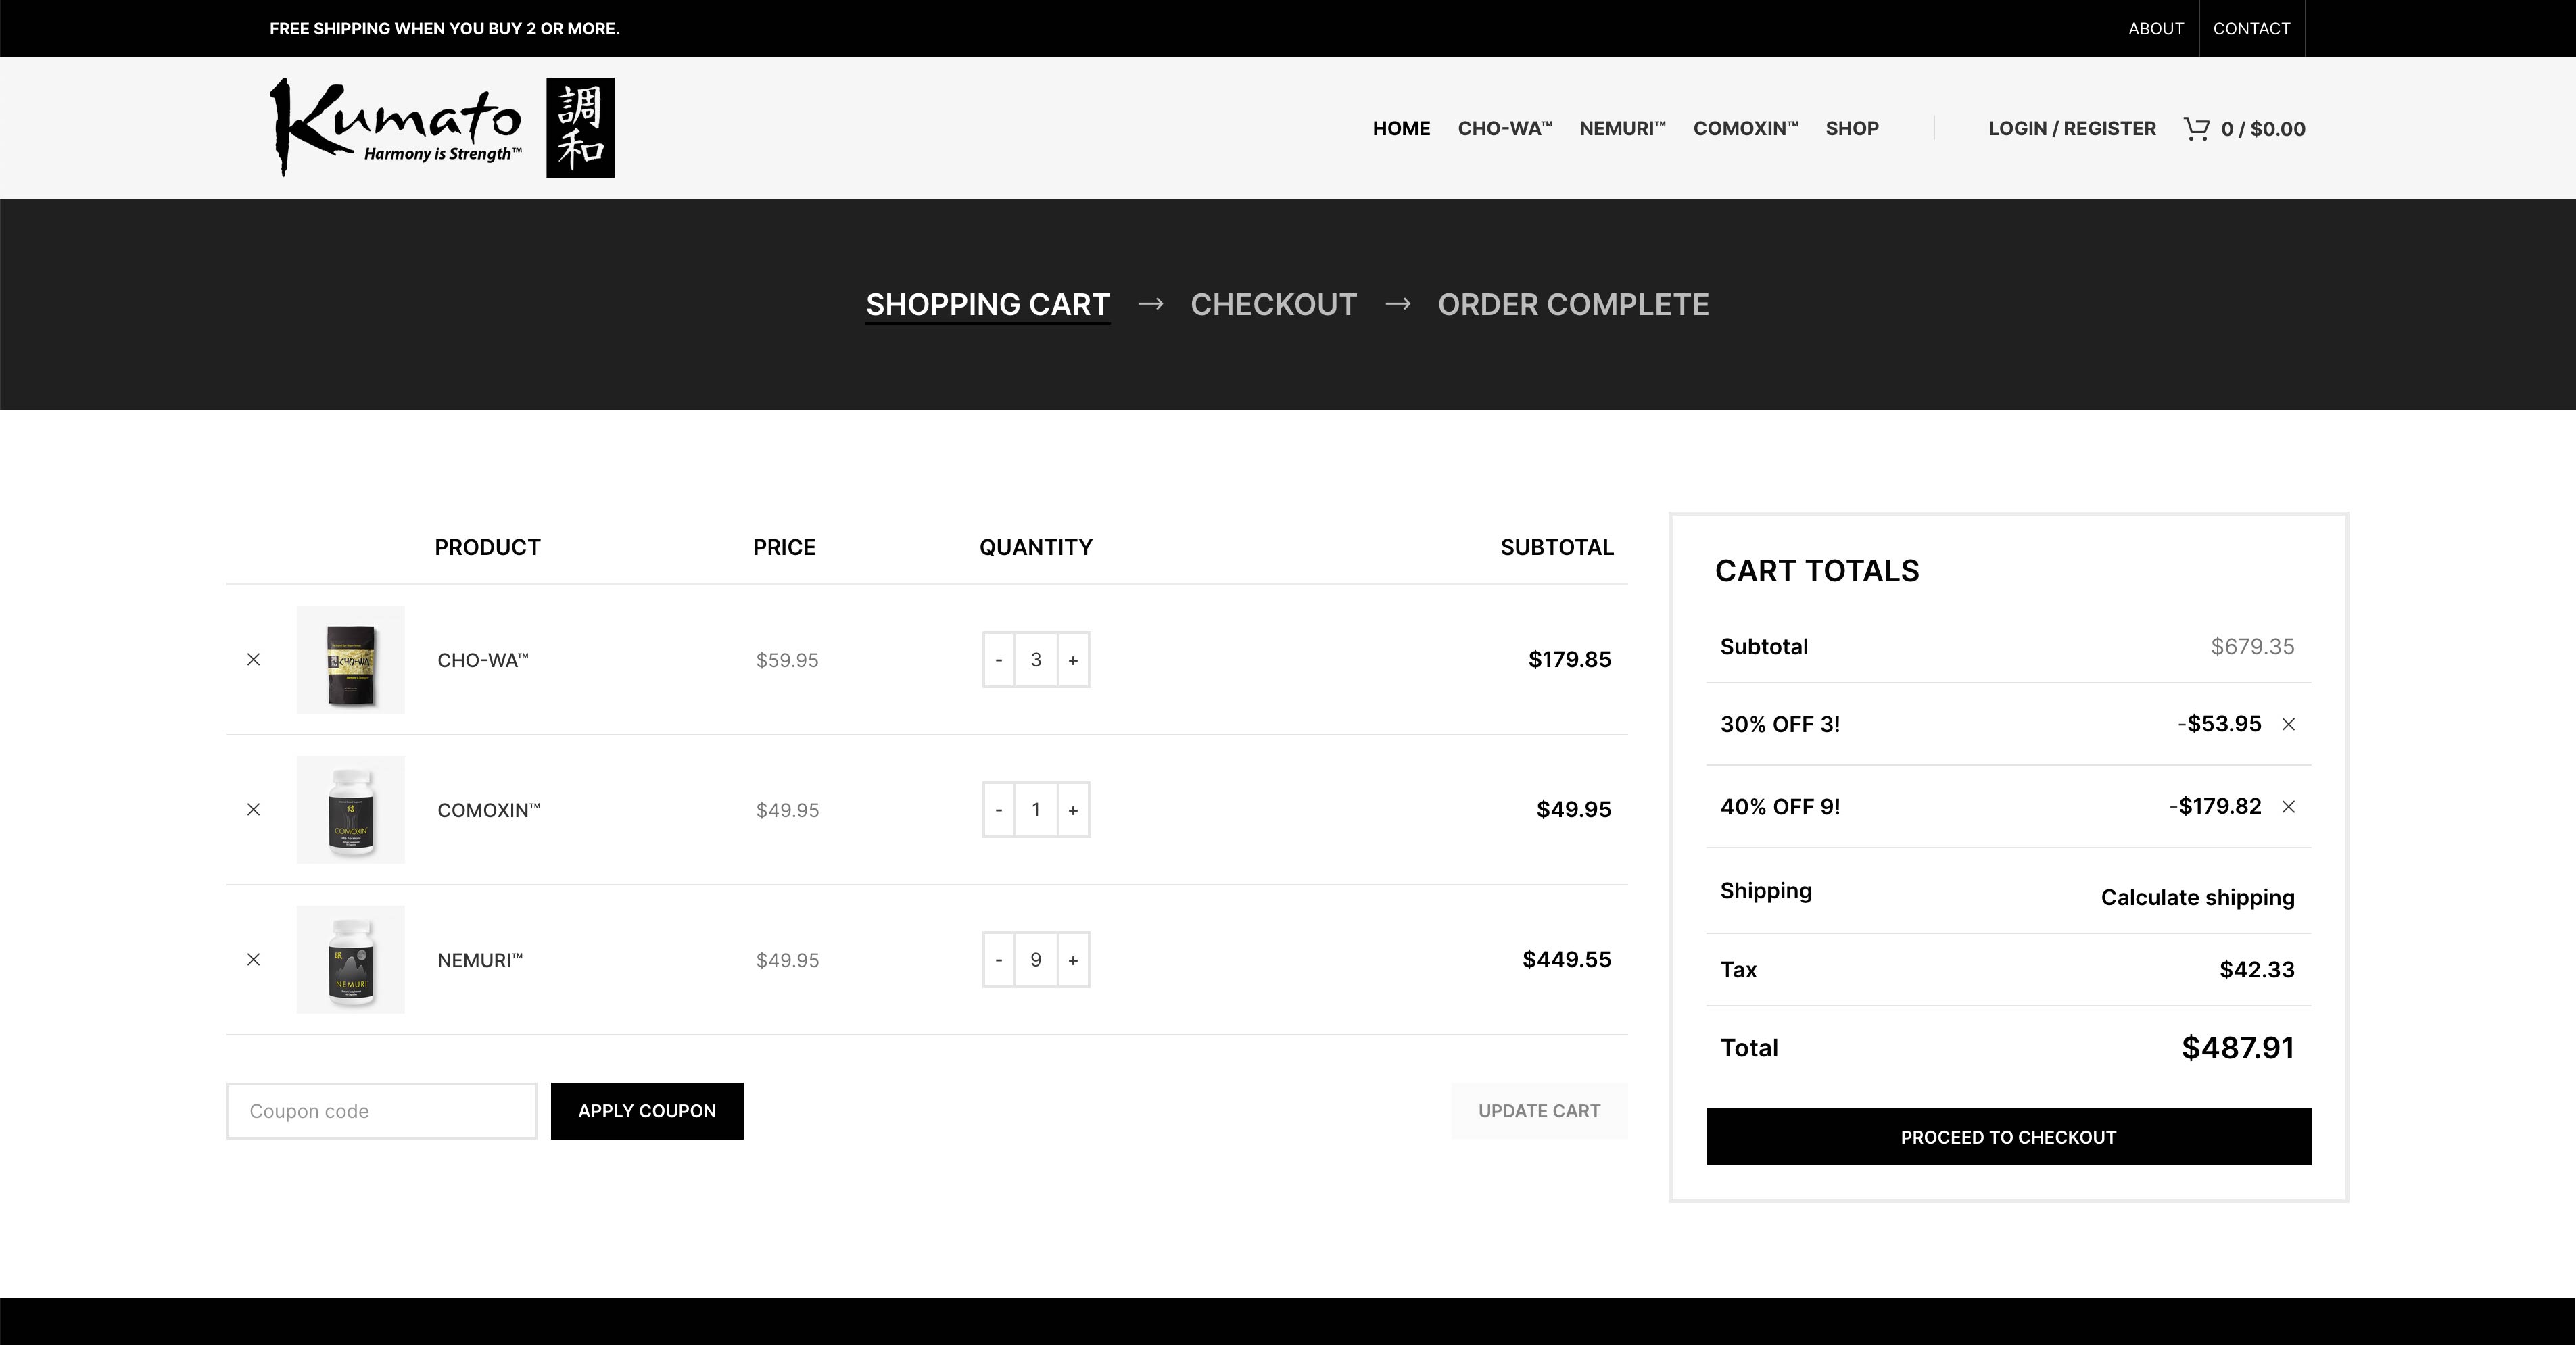 FREE SHIPPING WHEN YOU BUY 2 OR MORE.
ABOUT CONTACT
Kumato
Harmony is Strength™
調和
HOME CHO-WA™ NEMURI™ COMOXIN™ SHOP LOGIN / REGISTER 0 / $0.00
SHOPPING CART → CHECKOUT → ORDER COMPLETE
PRODUCT PRICE QUANTITY SUBTOTAL
CHO-WA
× CHO-WA™ $59.95 - 3 + $179.85
COMOXIN
× COMOXIN™ $49.95 - 1 + $49.95
NEMURI
× NEMURI™ $49.95 - 9 + $449.55
Coupon code APPLY COUPON UPDATE CART
CART TOTALS
Subtotal $679.35
30% OFF 3! -$53.95 ×
40% OFF 9! -$179.82 ×
Shipping Calculate shipping
Tax $42.33
Total $487.91
PROCEED TO CHECKOUT